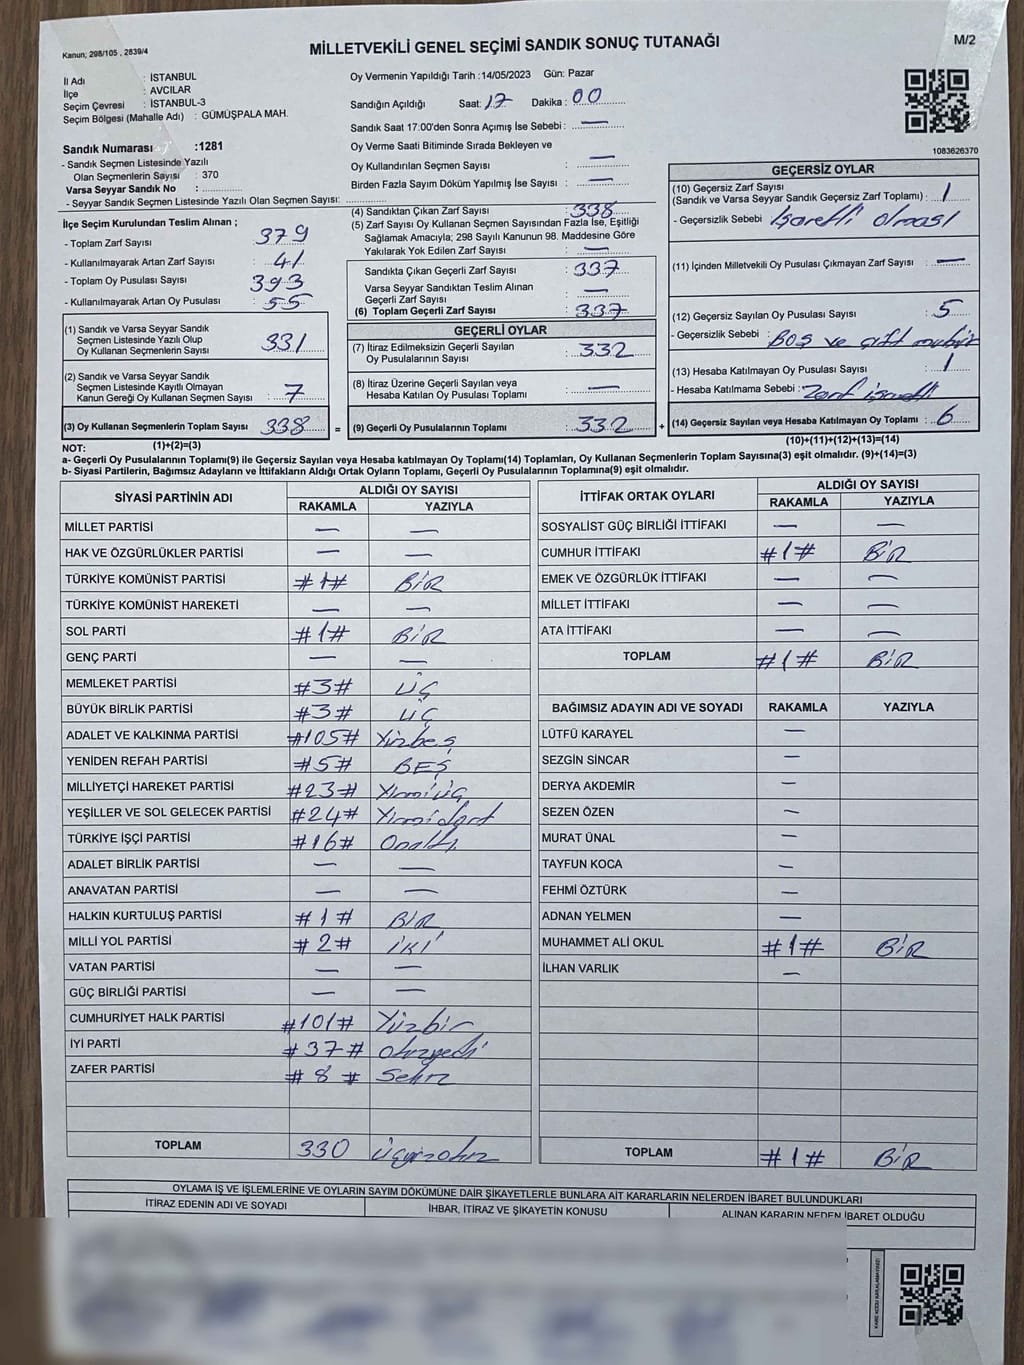 Kanun; 298/105 , 2839/4
MİLLETVEKİLİ GENEL SEÇİMİ SANDIK SONUÇ TUTANAĞI
M/2
İl Adı : İSTANBUL
İlçe : AVCILAR
Seçim Çevresi : İSTANBUL-3
Seçim Bölgesi (Mahalle Adı) : GÜMÜŞPALA MAH.
Sandık Numarası :1281
- Sandık Seçmen Listesinde Yazılı
Olan Seçmenlerin Sayısı : 370
Varsa Seyyar Sandık No : ............
- Seyyar Sandık Seçmen Listesinde Yazılı Olan Seçmen Sayısı: ............
Oy Vermenin Yapıldığı Tarih :14/05/2023 Gün: Pazar
Sandığın Açıldığı Saat: 17 Dakika : 00
Sandık Saat 17:00'den Sonra Açımış İse Sebebi : —
Oy Verme Saati Bitiminde Sırada Bekleyen ve
Oy Kullandırılan Seçmen Sayısı : —
Birden Fazla Sayım Döküm Yapılmış İse Sayısı : —
1083626370
İlçe Seçim Kurulundan Teslim Alınan ;
- Toplam Zarf Sayısı : 379
- Kullanılmayarak Artan Zarf Sayısı : 41
- Toplam Oy Pusulası Sayısı : 393
- Kullanılmayarak Artan Oy Pusulası : 55
(1) Sandık ve Varsa Seyyar Sandık
Seçmen Listesinde Yazılı Olup
Oy Kullanan Seçmenlerin Sayısı : 331
(2) Sandık ve Varsa Seyyar Sandık
Seçmen Listesinde Kayıtlı Olmayan
Kanun Gereği Oy Kullanan Seçmen Sayısı : 7
(3) Oy Kullanan Seçmenlerin Toplam Sayısı : 338 =
(1)+(2)=(3)
(4) Sandıktan Çıkan Zarf Sayısı : 338
(5) Zarf Sayısı Oy Kullanan Seçmen Sayısından Fazla İse, Eşitliği
Sağlamak Amacıyla; 298 Sayılı Kanunun 98. Maddesine Göre
Yakılarak Yok Edilen Zarf Sayısı : —
Sandıkta Çıkan Geçerli Zarf Sayısı : 337
Varsa Seyyar Sandıktan Teslim Alınan
Geçerli Zarf Sayısı : —
(6) Toplam Geçerli Zarf Sayısı : 337
GEÇERLİ OYLAR
(7) İtiraz Edilmeksizin Geçerli Sayılan
Oy Pusulalarının Sayısı : 332
(8) İtiraz Üzerine Geçerli Sayılan veya
Hesaba Katılan Oy Pusulası Toplamı : —
(9) Geçerli Oy Pusulalarının Toplamı : 332 +
GEÇERSİZ OYLAR
(10) Geçersiz Zarf Sayısı
(Sandık ve Varsa Seyyar Sandık Geçersiz Zarf Toplamı) : 1
- Geçersizlik Sebebi : işaretli olması
(11) İçinden Milletvekili Oy Pusulası Çıkmayan Zarf Sayısı : —
(12) Geçersiz Sayılan Oy Pusulası Sayısı : 5
- Geçersizlik Sebebi : BOŞ ve çift mühür
(13) Hesaba Katılmayan Oy Pusulası Sayısı : 1
- Hesaba Katılmama Sebebi : Zarf işaretli
(14) Geçersiz Sayılan veya Hesaba Katılmayan Oy Toplamı : 6
(10)+(11)+(12)+(13)=(14)
NOT:
a- Geçerli Oy Pusulalarının Toplamı(9) ile Geçersiz Sayılan veya Hesaba Katılmayan Oy Toplamı(14) Toplamları, Oy Kullanan Seçmenlerin Toplam Sayısına(3) eşit olmalıdır. (9)+(14)=(3)
b- Siyasi Partilerin, Bağımsız Adayların ve İttifakların Aldığı Ortak Oyların Toplamı, Geçerli Oy Pusulalarının Toplamına(9) eşit olmalıdır.
SİYASİ PARTİNİN ADI ALDIĞI OY SAYISI
RAKAMLA YAZIYLA
MİLLET PARTİSİ — —
HAK VE ÖZGÜRLÜKLER PARTİSİ — —
TÜRKİYE KOMÜNİST PARTİSİ #1# BİR
TÜRKİYE KOMÜNİST HAREKETİ — —
SOL PARTİ #1# BİR
GENÇ PARTİ — —
MEMLEKET PARTİSİ #3# ÜÇ
BÜYÜK BİRLİK PARTİSİ #3# ÜÇ
ADALET VE KALKINMA PARTİSİ #105# Yüzbeş
YENİDEN REFAH PARTİSİ #5# BEŞ
MİLLİYETÇİ HAREKET PARTİSİ #23# Yirmiüç
YEŞİLLER VE SOL GELECEK PARTİSİ #24# Yirmidört
TÜRKİYE İŞÇİ PARTİSİ #16# Onaltı
ADALET BİRLİK PARTİSİ — —
ANAVATAN PARTİSİ — —
HALKIN KURTULUŞ PARTİSİ #1# BİR
MİLLİ YOL PARTİSİ #2# İKİ
VATAN PARTİSİ — —
GÜÇ BİRLİĞİ PARTİSİ — —
CUMHURİYET HALK PARTİSİ #101# Yüzbir
İYİ PARTİ #37# Otuzyedi
ZAFER PARTİSİ #8# Sekiz
TOPLAM 330 Üçyüzotuz
İTTİFAK ORTAK OYLARI ALDIĞI OY SAYISI
RAKAMLA YAZIYLA
SOSYALİST GÜÇ BİRLİĞİ İTTİFAKI — —
CUMHUR İTTİFAKI #1# BİR
EMEK VE ÖZGÜRLÜK İTTİFAKI — —
MİLLET İTTİFAKI — —
ATA İTTİFAKI — —
TOPLAM #1# BİR
BAĞIMSIZ ADAYIN ADI VE SOYADI RAKAMLA YAZIYLA
LÜTFÜ KARAYEL —
SEZGİN SİNCAR —
DERYA AKDEMİR —
SEZEN ÖZEN —
MURAT ÜNAL —
TAYFUN KOCA —
FEHMİ ÖZTÜRK —
ADNAN YELMEN —
MUHAMMET ALİ OKUL #1# BİR
İLHAN VARLIK —
TOPLAM #1# BİR
OYLAMA İŞ VE İŞLEMLERİNE VE OYLARIN SAYIM DÖKÜMÜNE DAİR ŞİKAYETLERLE BUNLARA AİT KARARLARIN NELERDEN İBARET BULUNDUKLARI
İTİRAZ EDENİN ADI VE SOYADI İHBAR, İTİRAZ VE ŞİKAYETİN KONUSU ALINAN KARARIN NEDEN İBARET OLDUĞU